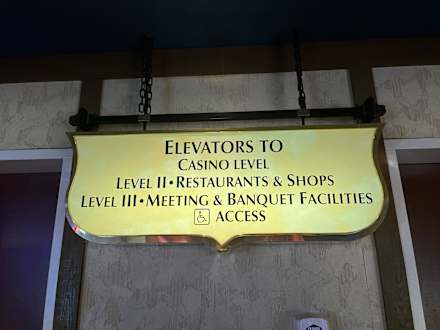 ELEVATORS TO
CASINO LEVEL
LEVEL II • RESTAURANTS & SHOPS
LEVEL III • MEETING & BANQUET FACILITIES
ACCESS